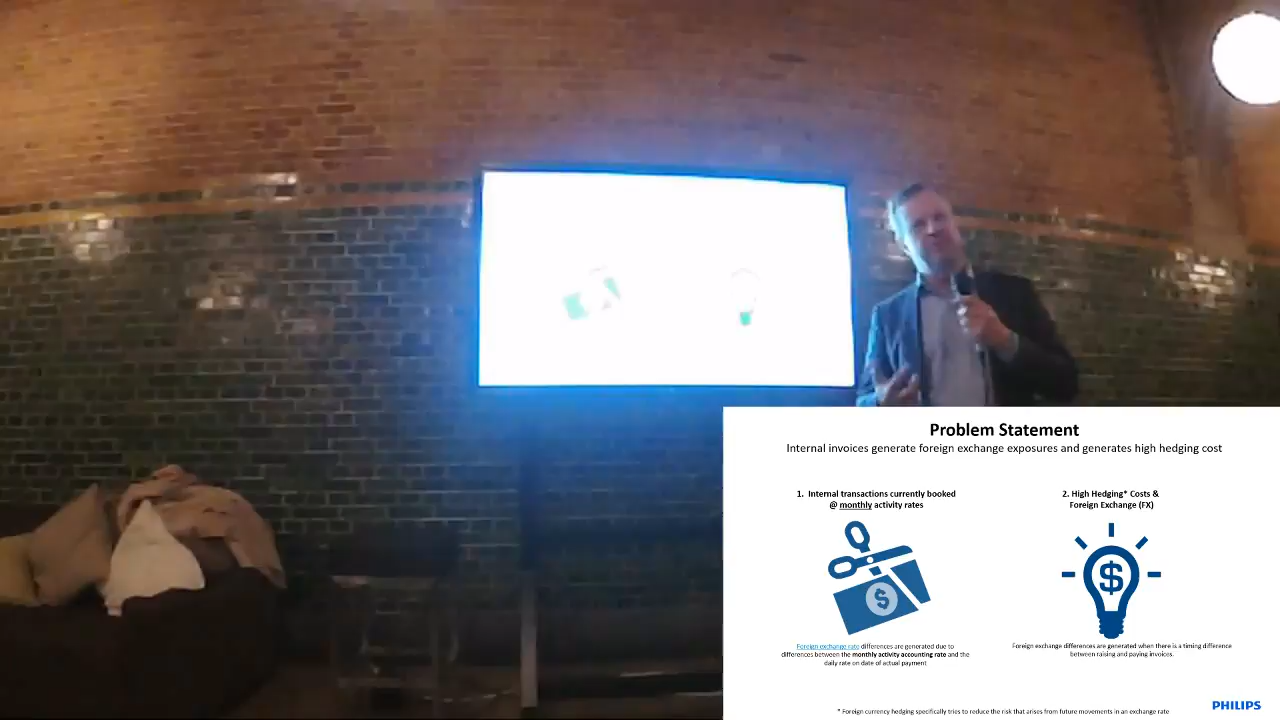 Problem Statement
Internal invoices generate foreign exchange exposures and generates high hedging cost
1. Internal transactions currently booked
@ monthly activity rates
$
Foreign exchange rate differences are generated due to
differences between the monthly activity accounting rate and the
daily rate on date of actual payment
2. High Hedging* Costs &
Foreign Exchange (FX)
$
Foreign exchange differences are generated when there is a timing difference
between raising and paying invoices.
* Foreign currency hedging specifically tries to reduce the risk that arises from future movements in an exchange rate
PHILIPS